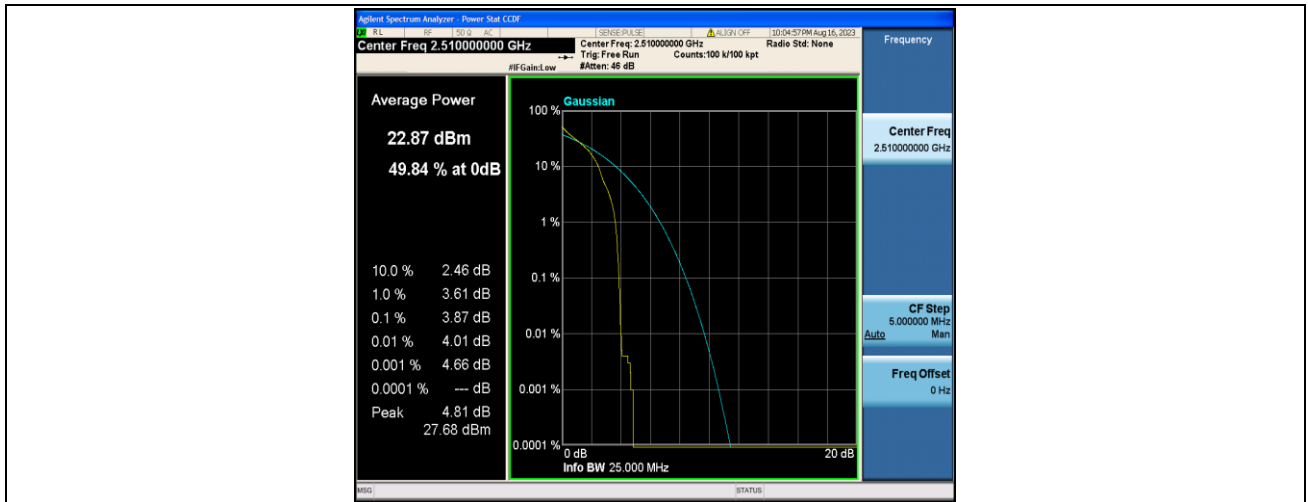 Agilent Spectrum Analyzer - Power Stat CCDF
RL RF 50 Ω AC SENSE:PULSE ALIGN OFF 10:04:57PM Aug 16, 2023
Center Freq 2.510000000 GHz
Center Freq: 2.510000000 GHz Radio Std: None
Trig: Free Run Counts:100 k/100 kpt
#IFGain:Low #Atten: 46 dB
Frequency
Average Power
22.87 dBm
49.84 % at 0dB
10.0 % 2.46 dB
1.0 % 3.61 dB
0.1 % 3.87 dB
0.01 % 4.01 dB
0.001 % 4.66 dB
0.0001 % --- dB
Peak 4.81 dB
27.68 dBm
Gaussian
100 %
10 %
1 %
0.1 %
0.01 %
0.001 %
0.0001 %
0 dB 20 dB
Info BW 25.000 MHz
Center Freq
2.510000000 GHz
CF Step
5.000000 MHz
Auto Man
Freq Offset
0 Hz
MSG STATUS